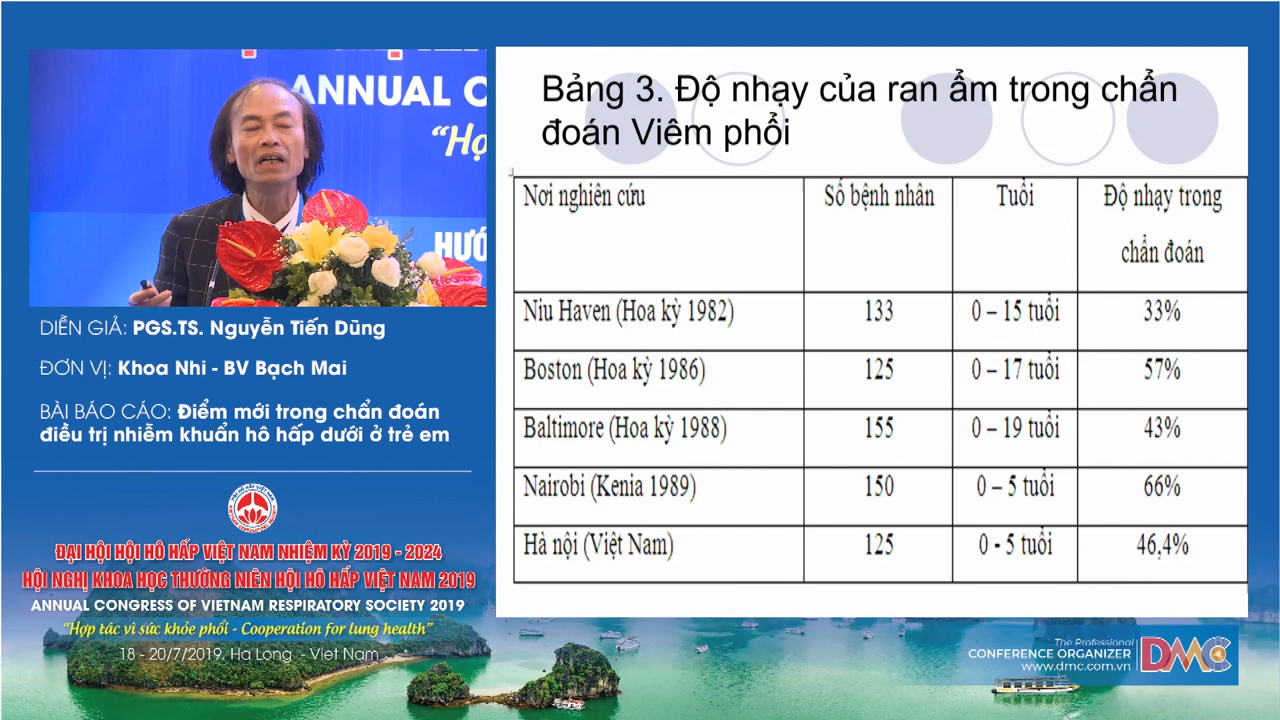 ANNUAL C
“Họ
HƯỚ
DIỄN GIẢ: PGS.TS. Nguyễn Tiến Dũng
ĐƠN VỊ: Khoa Nhi - BV Bạch Mai
BÀI BÁO CÁO: Điểm mới trong chẩn đoán
điều trị nhiễm khuẩn hô hấp dưới ở trẻ em
ĐẠI HỘI HỘI HÔ HẤP VIỆT NAM NHIỆM KỲ 2019 - 2024
HỘI NGHỊ KHOA HỌC THƯỜNG NIÊN HỘI HÔ HẤP VIỆT NAM 2019
ANNUAL CONGRESS OF VIETNAM RESPIRATORY SOCIETY 2019
“Hợp tác vì sức khỏe phổi - Cooperation for lung health”
18 - 20/7/2019. Ha Long - Viet Nam
Bảng 3. Độ nhạy của ran ẩm trong chẩn
đoán Viêm phổi
Nơi nghiên cứu Số bệnh nhân Tuổi Độ nhạy trong
chẩn đoán
Niu Haven (Hoa kỳ 1982) 133 0 – 15 tuổi 33%
Boston (Hoa kỳ 1986) 125 0 – 17 tuổi 57%
Baltimore (Hoa kỳ 1988) 155 0 – 19 tuổi 43%
Nairobi (Kenia 1989) 150 0 – 5 tuổi 66%
Hà nội (Việt Nam) 125 0 - 5 tuổi 46,4%
The Professional
CONFERENCE ORGANIZER
www.dmc.com.vn
DMC